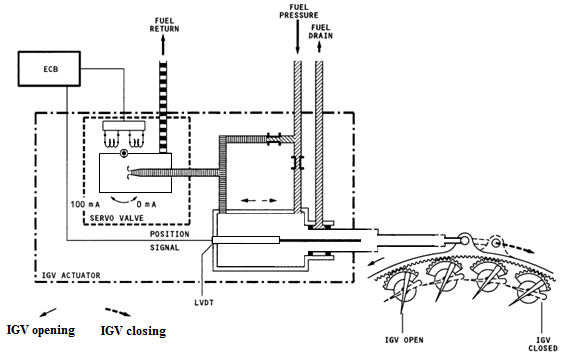 FUEL
PRESSURE
FUEL
RETURN
FUEL
DRAIN
ECB
100 mA
0 mA
SERVO VALVE
POSITION
SIGNAL
IGV ACTUATOR
LVDT
IGV opening
IGV closing
IGV OPEN
IGV
CLOSED